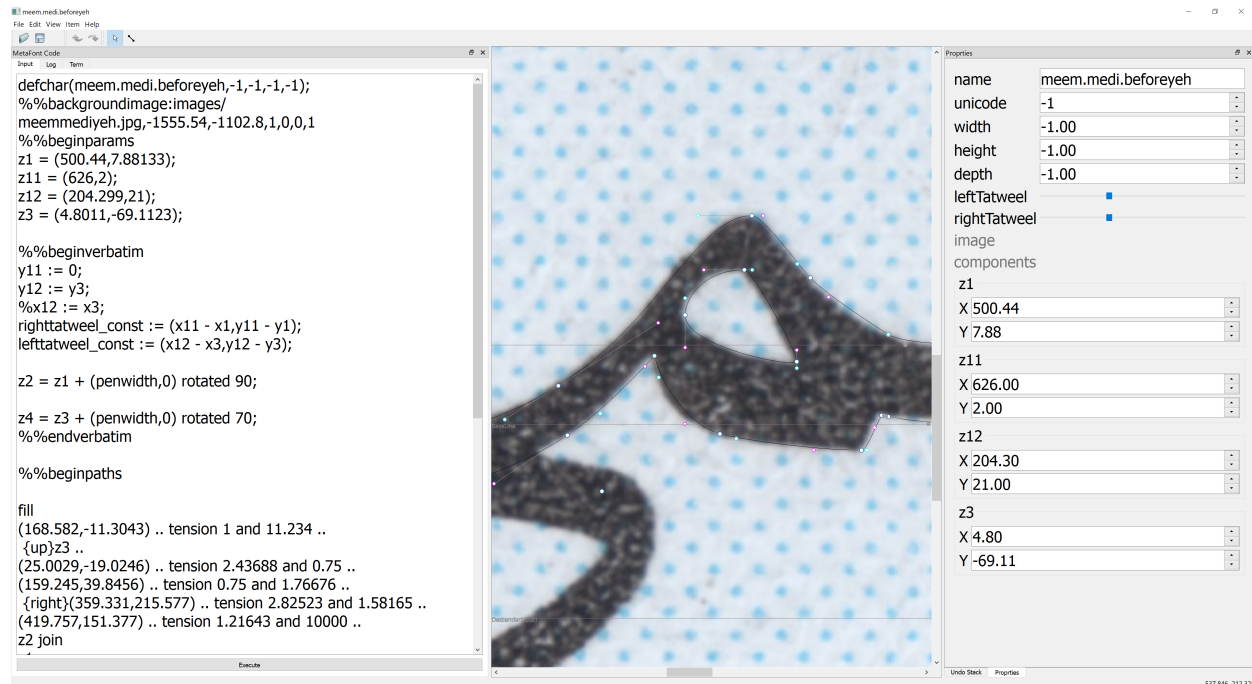 meem.medi.beforeyeh
File Edit View Item Help
MetaFont Code
Input Log Term
defchar(meem.medi.beforeyeh,-1,-1,-1,-1);
%%backgroundimage:images/
meemmediyeh.jpg,-1555.54,-1102.8,1,0,0,1
%%beginparams
z1 = (500.44,7.88133);
z11 = (626,2);
z12 = (204.299,21);
z3 = (4.8011,-69.1123);
%%beginverbatim
y11 := 0;
y12 := y3;
%x12 := x3;
righttatweel_const := (x11 - x1,y11 - y1);
lefttatweel_const := (x12 - x3,y12 - y3);
z2 = z1 + (penwidth,0) rotated 90;
z4 = z3 + (penwidth,0) rotated 70;
%%endverbatim
%%beginpaths
fill
(168.582,-11.3043) .. tension 1 and 11.234 ..
{up}z3 ..
(25.0029,-19.0246) .. tension 2.43688 and 0.75 ..
(159.245,39.8456) .. tension 0.75 and 1.76676 ..
{right}(359.331,215.577) .. tension 2.82523 and 1.58165 ..
(419.757,151.377) .. tension 1.21643 and 10000 ..
z2 join
Execute
BaseLine
Proprties
name meem.medi.beforeyeh
unicode -1
width -1.00
height -1.00
depth -1.00
leftTatweel
rightTatweel
image
components
z1
X 500.44
Y 7.88
z11
X 626.00
Y 2.00
z12
X 204.30
Y 21.00
z3
X 4.80
Y -69.11
Undo Stack Proprties